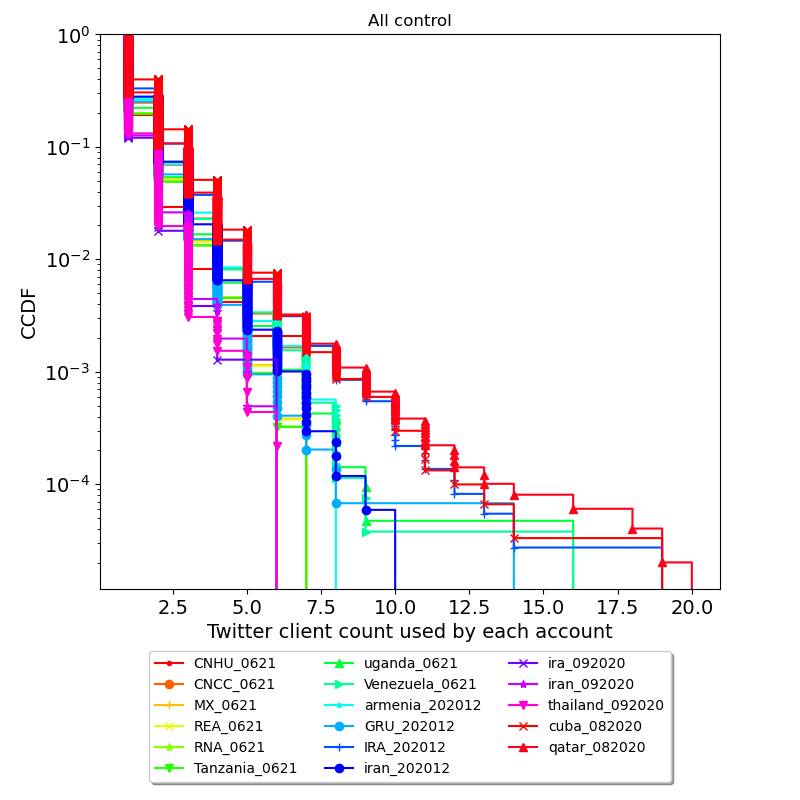 All control
10^0
10^-1
10^-2
10^-3
10^-4
CCDF
2.5 5.0 7.5 10.0 12.5 15.0 17.5 20.0
Twitter client count used by each account
CNHU_0621
CNCC_0621
MX_0621
REA_0621
RNA_0621
Tanzania_0621
uganda_0621
Venezuela_0621
armenia_202012
GRU_202012
IRA_202012
iran_202012
ira_092020
iran_092020
thailand_092020
cuba_082020
qatar_082020